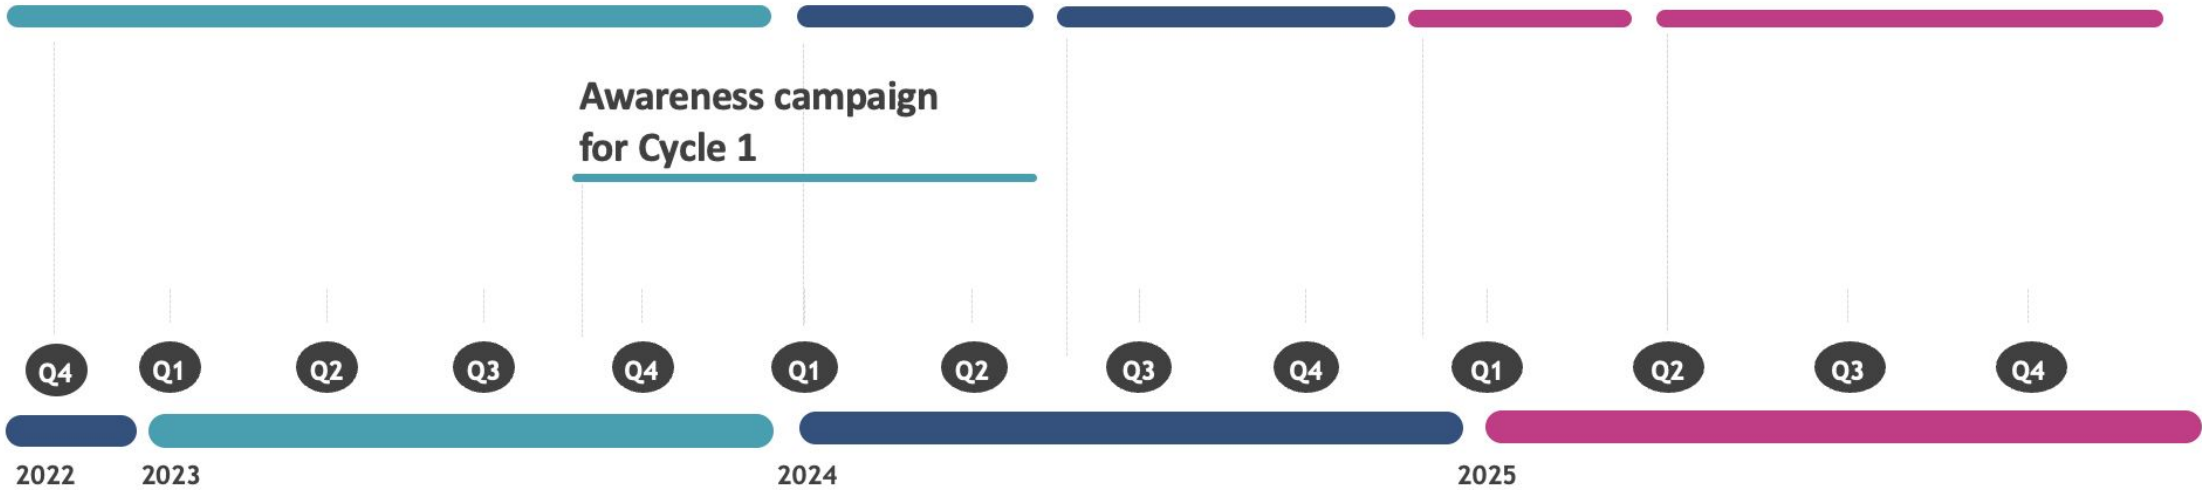 Awareness campaign
for Cycle 1
Q4 Q1 Q2 Q3 Q4 Q1 Q2 Q3 Q4 Q1 Q2 Q3 Q4
2022 2023 2024 2025